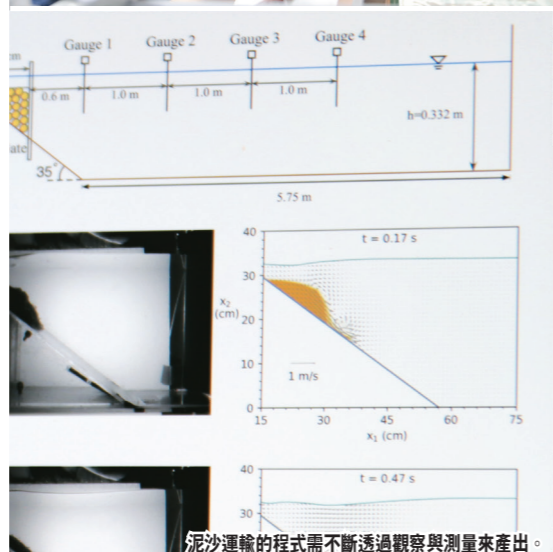 Gauge 1 Gauge 2 Gauge 3 Gauge 4
cm
0.6 m 1.0 m 1.0 m 1.0 m
h=0.332 m
ate
35°
5.75 m
40
t = 0.17 s
30
x₂
(cm)
20
10
1 m/s
0
15 30 45 60 75
x₁ (cm)
40
t = 0.47 s
30
泥沙運輸的程式需不斷透過觀察與測量來產出。